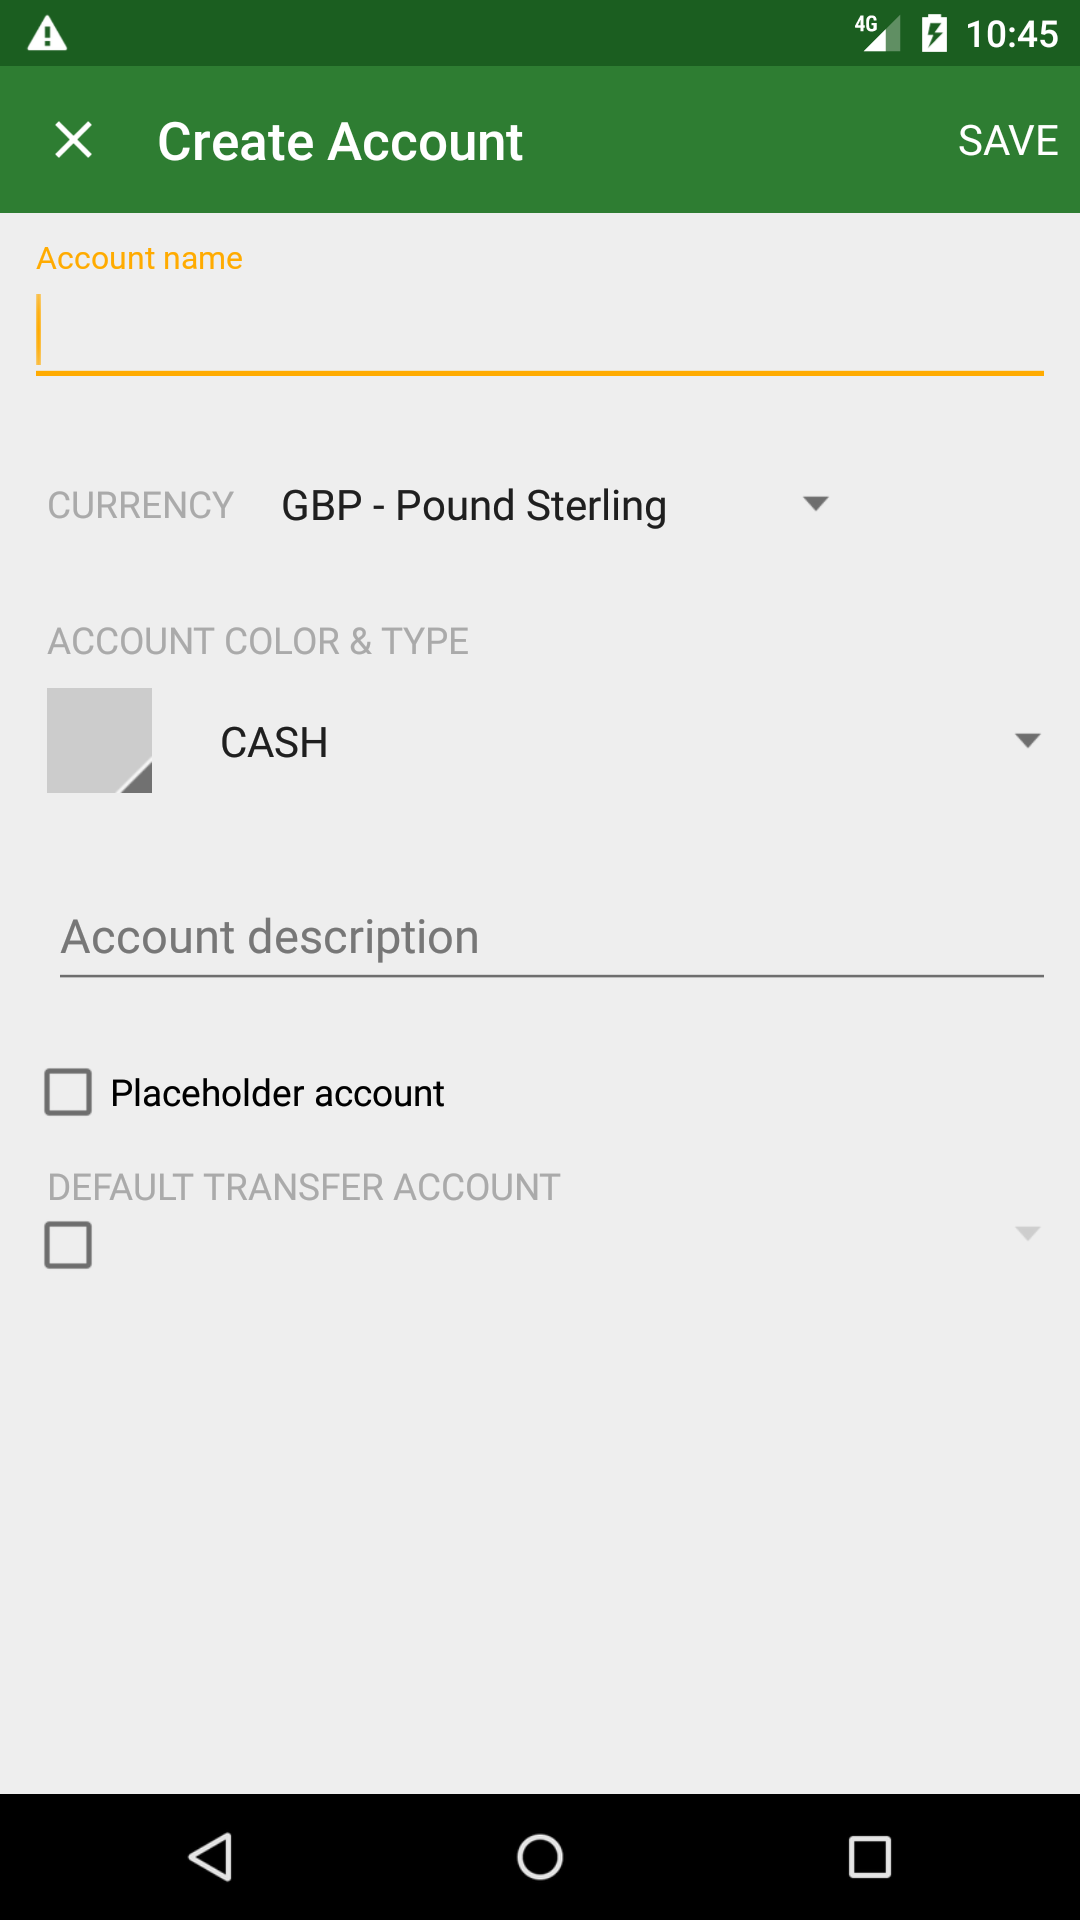 4G 10:45
Create Account SAVE
Account name
CURRENCY GBP - Pound Sterling
ACCOUNT COLOR & TYPE
CASH
Account description
Placeholder account
DEFAULT TRANSFER ACCOUNT